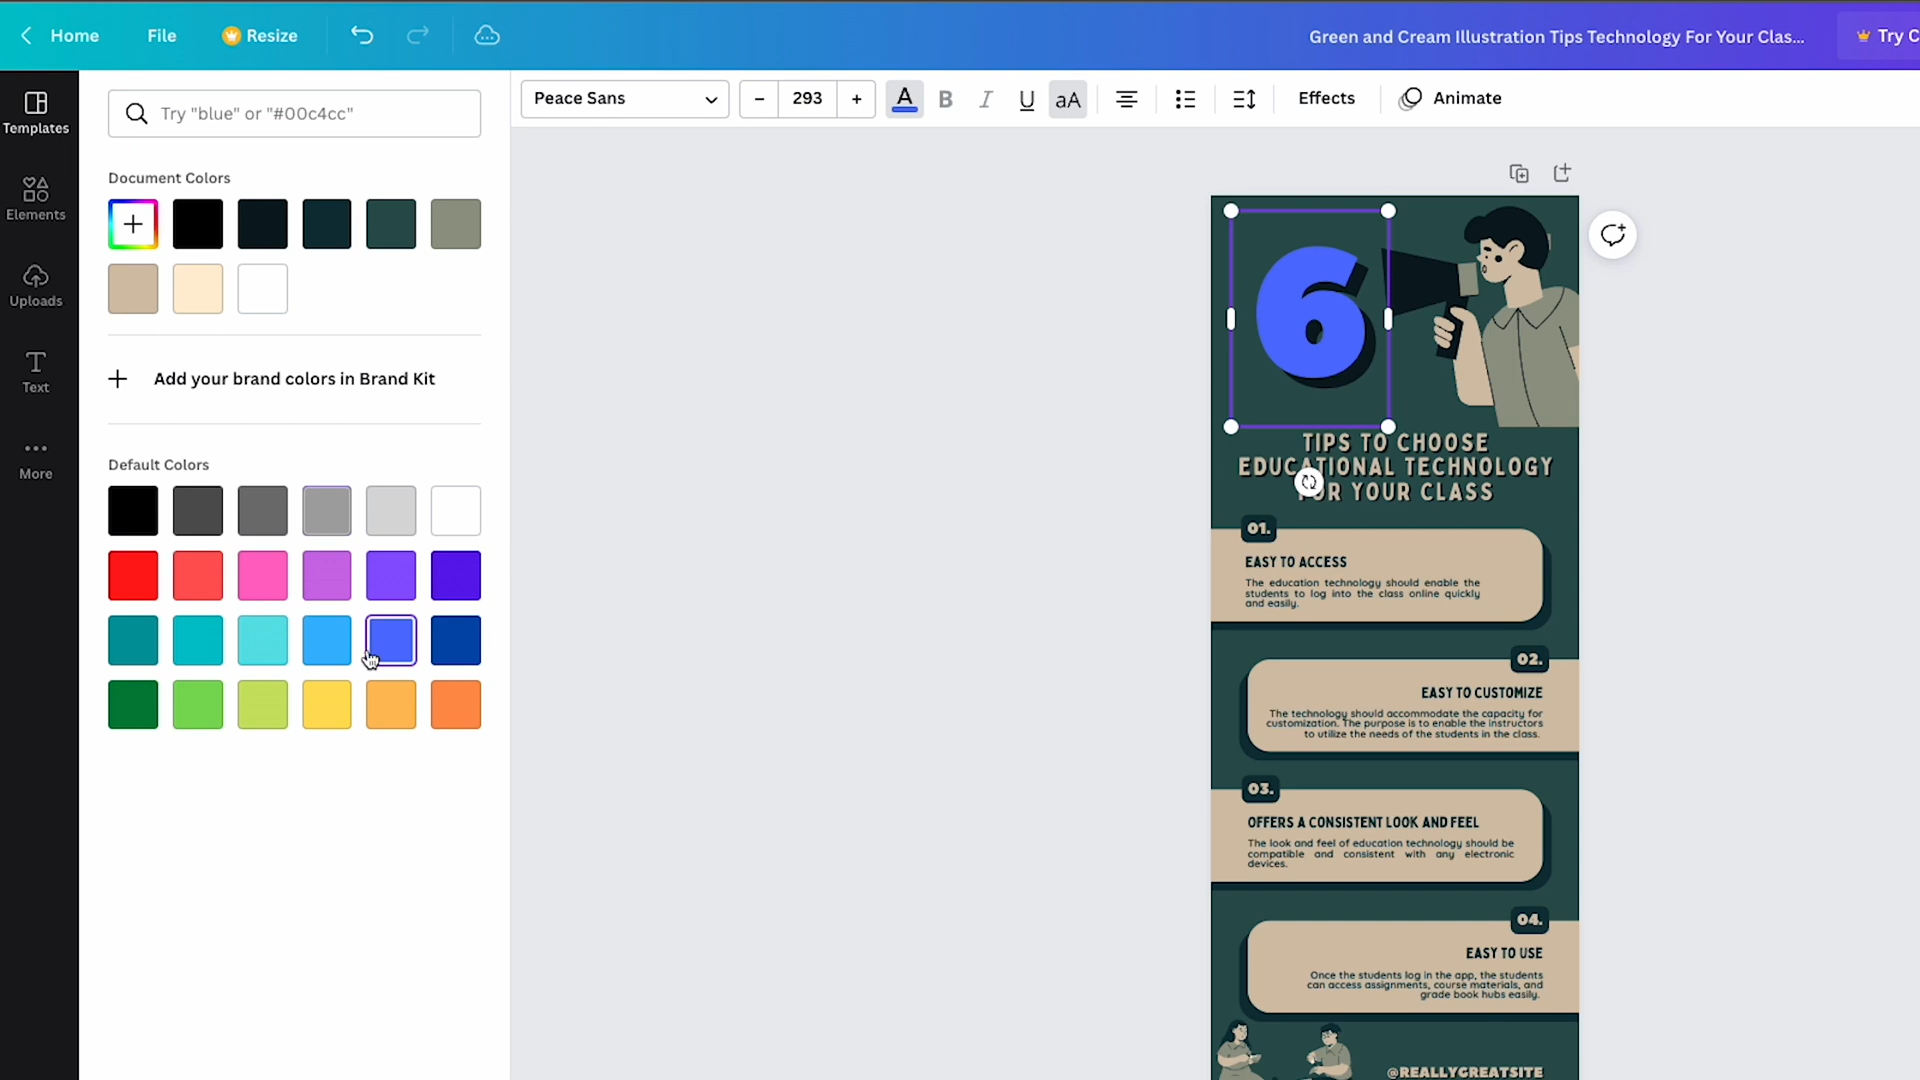 Home File Resize
Green and Cream Illustration Tips Technology For Your Clas...
Try C
Templates
Elements
Uploads
Text
More
Try "blue" or "#00c4cc"
Document Colors
Add your brand colors in Brand Kit
Default Colors
Peace Sans – 293 + A B I U aA Effects Animate
6
TIPS TO CHOOSE
EDUCATIONAL TECHNOLOGY
FOR YOUR CLASS
01.
EASY TO ACCESS
The education technology should enable the
students to log into the class online quickly
and easily.
02.
EASY TO CUSTOMIZE
The technology should accommodate the capacity for
customization. The purpose is to enable the instructors
to utilize the needs of the students in the class.
03.
OFFERS A CONSISTENT LOOK AND FEEL
The look and feel of education technology should be
compatible and consistent with any electronic
devices.
04.
EASY TO USE
Once the students log in the app, the students
can access assignments, course materials, and
grade book hubs easily.
@REALLYGREATSITE